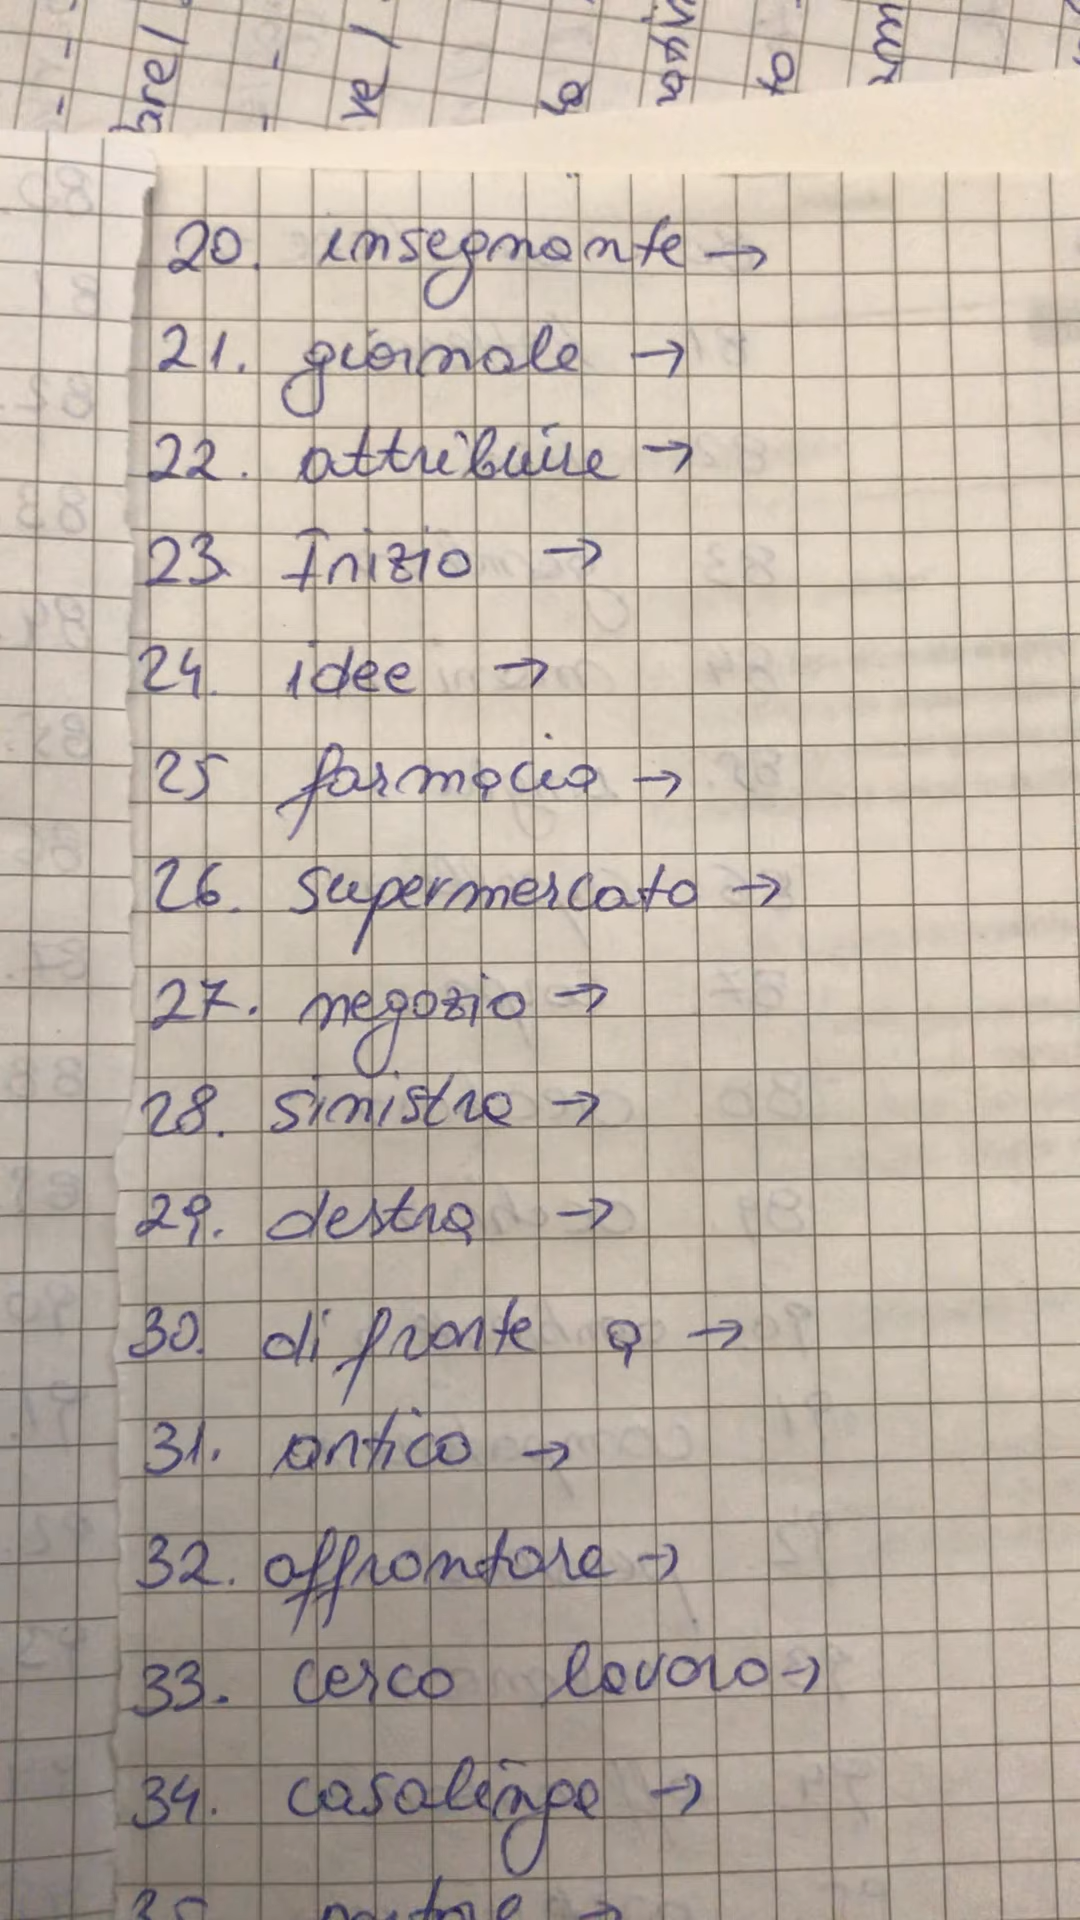 20. insegnante →
21. giornale →
22. attribuire →
23 Inizio →
24. idee →
25 farmacia →
26. supermercato →
27. negozio →
28. sinistra →
29. destra →
30. di fronte a →
31. antico →
32. affrontare →
33. cerco lavoro →
34. casalinga →